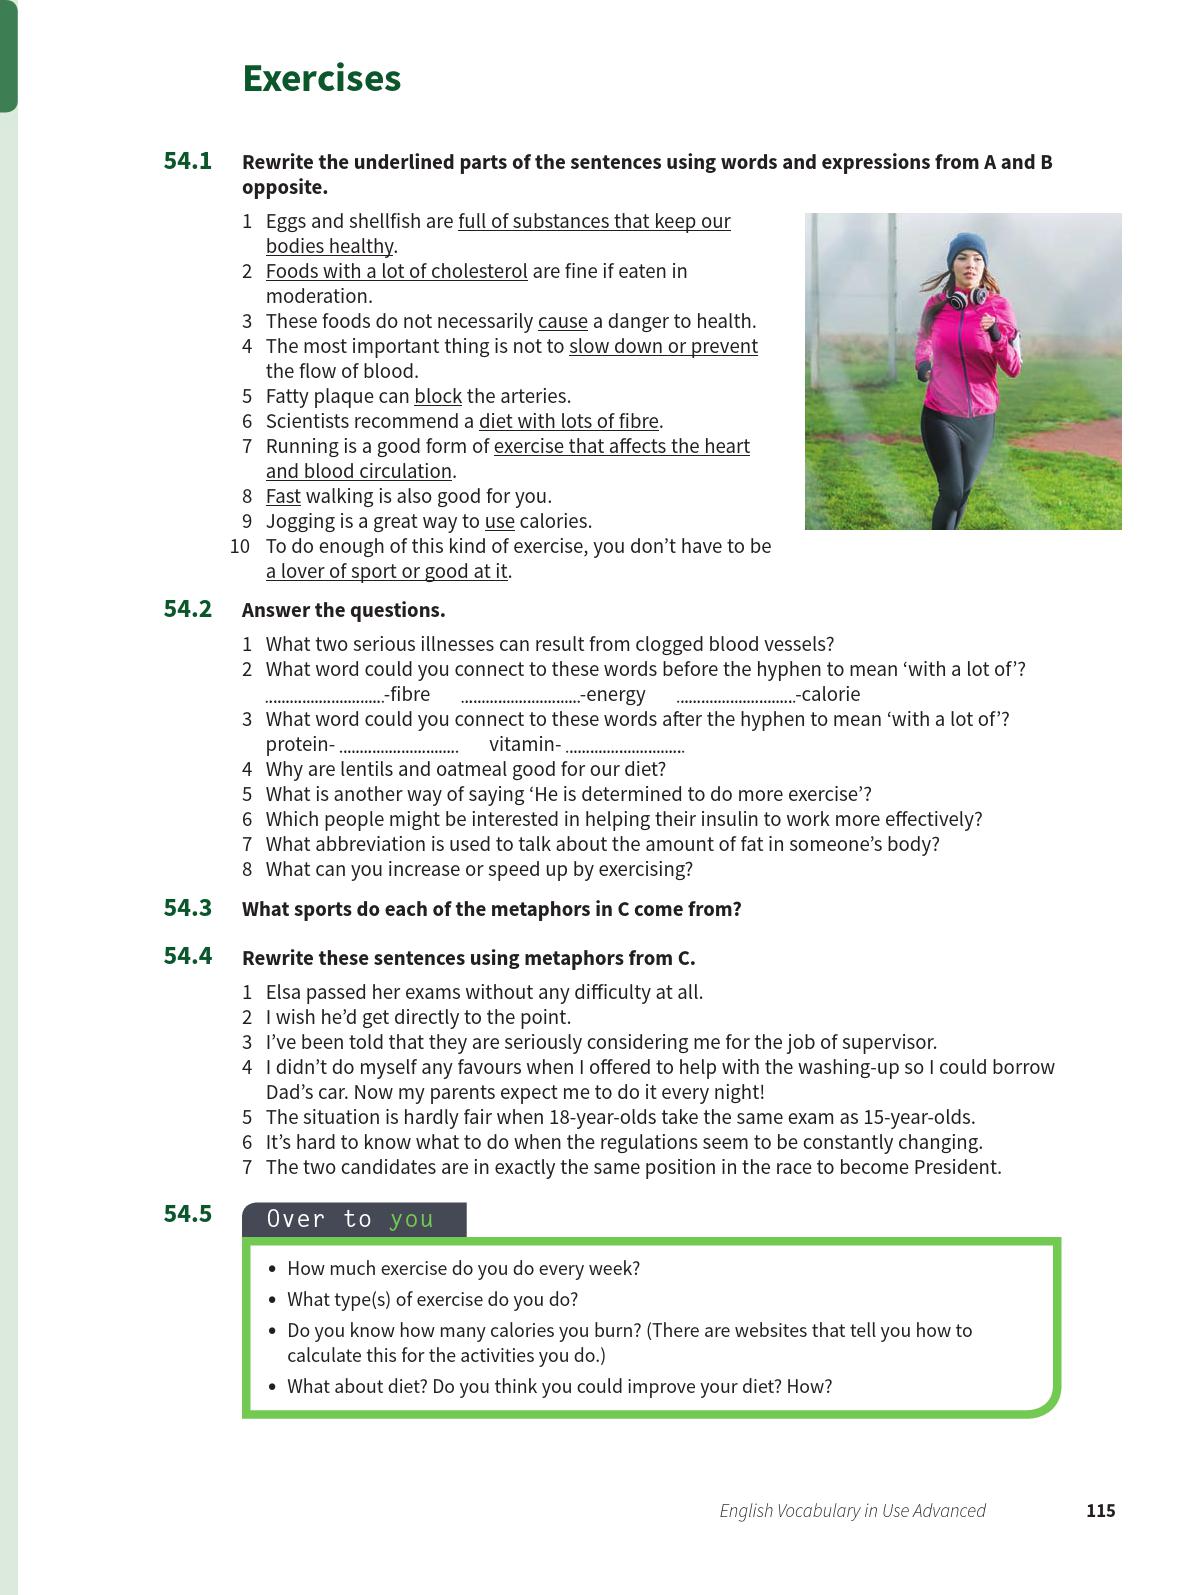 Exercises
54.1 Rewrite the underlined parts of the sentences using words and expressions from A and B
opposite.
1 Eggs and shellfish are full of substances that keep our
bodies healthy.
2 Foods with a lot of cholesterol are fine if eaten in
moderation.
3 These foods do not necessarily cause a danger to health.
4 The most important thing is not to slow down or prevent
the flow of blood.
5 Fatty plaque can block the arteries.
6 Scientists recommend a diet with lots of fibre.
7 Running is a good form of exercise that affects the heart
and blood circulation.
8 Fast walking is also good for you.
9 Jogging is a great way to use calories.
10 To do enough of this kind of exercise, you don’t have to be
a lover of sport or good at it.
54.2 Answer the questions.
1 What two serious illnesses can result from clogged blood vessels?
2 What word could you connect to these words before the hyphen to mean ‘with a lot of’?
.............................-fibre .............................-energy .............................-calorie
3 What word could you connect to these words after the hyphen to mean ‘with a lot of’?
protein- ............................. vitamin- .............................
4 Why are lentils and oatmeal good for our diet?
5 What is another way of saying ‘He is determined to do more exercise’?
6 Which people might be interested in helping their insulin to work more effectively?
7 What abbreviation is used to talk about the amount of fat in someone’s body?
8 What can you increase or speed up by exercising?
54.3 What sports do each of the metaphors in C come from?
54.4 Rewrite these sentences using metaphors from C.
1 Elsa passed her exams without any difficulty at all.
2 I wish he’d get directly to the point.
3 I’ve been told that they are seriously considering me for the job of supervisor.
4 I didn’t do myself any favours when I offered to help with the washing-up so I could borrow
Dad’s car. Now my parents expect me to do it every night!
5 The situation is hardly fair when 18-year-olds take the same exam as 15-year-olds.
6 It’s hard to know what to do when the regulations seem to be constantly changing.
7 The two candidates are in exactly the same position in the race to become President.
54.5 Over to you
• How much exercise do you do every week?
• What type(s) of exercise do you do?
• Do you know how many calories you burn? (There are websites that tell you how to
calculate this for the activities you do.)
• What about diet? Do you think you could improve your diet? How?
English Vocabulary in Use Advanced 115